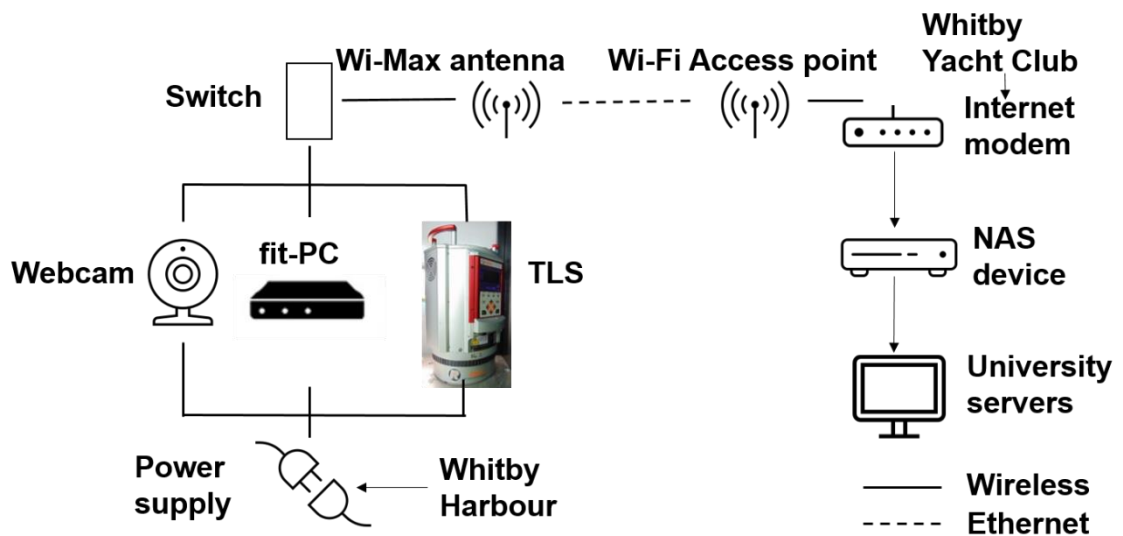 Whitby
Yacht Club
Wi-Max antenna
Wi-Fi Access point
Switch
Internet
modem
Webcam
fit-PC
TLS
NAS
device
University
servers
Power
supply
Whitby
Harbour
Wireless
Ethernet